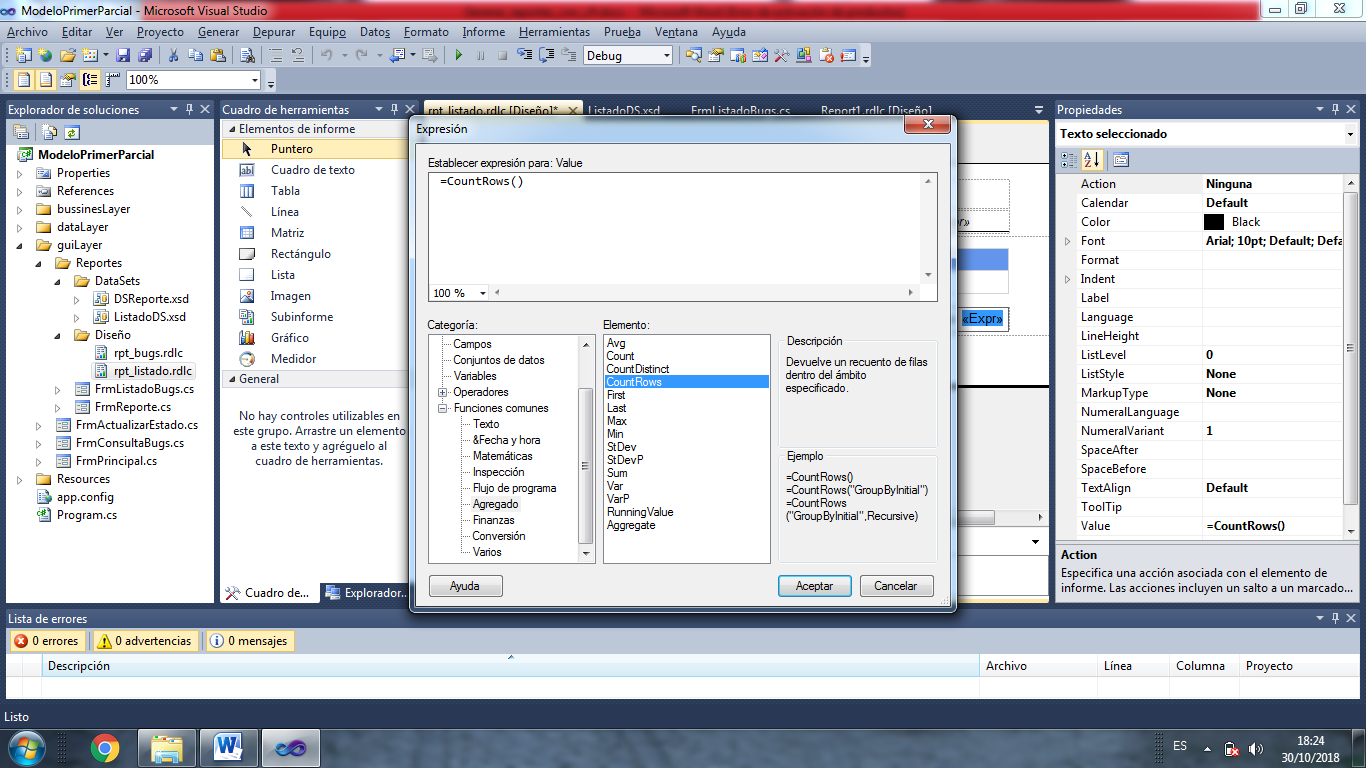 ModeloPrimerParcial - Microsoft Visual Studio
Archivo Editar Ver Proyecto Generar Depurar Equipo Datos Formato Informe Herramientas Prueba Ventana Ayuda
Debug
100%
Explorador de soluciones
ModeloPrimerParcial
Properties
References
bussinesLayer
dataLayer
guiLayer
Reportes
DataSets
DSReporte.xsd
ListadoDS.xsd
Diseño
rpt_bugs.rdlc
rpt_listado.rdlc
FrmListadoBugs.cs
FrmReporte.cs
FrmActualizarEstado.cs
FrmConsultaBugs.cs
FrmPrincipal.cs
Resources
app.config
Program.cs
Cuadro de herramientas
Elementos de informe
Puntero
Cuadro de texto
Tabla
Línea
Matriz
Rectángulo
Lista
Imagen
Subinforme
Gráfico
Medidor
General
No hay controles utilizables en
este grupo. Arrastre un elemento
a este texto y agréguelo al
cuadro de herramientas.
Cuadro de... Explorador...
rpt_listado.rdlc [Diseño]* ListadoDS.xsd FrmListadoBugs.cs Report1.rdlc [Diseño]
«Expr»
Expresión
Establecer expresión para: Value
=CountRows()
100 %
Categoría:
Campos
Conjuntos de datos
Variables
Operadores
Funciones comunes
Texto
&Fecha y hora
Matemáticas
Inspección
Flujo de programa
Agregado
Finanzas
Conversión
Varios
Elemento:
Avg
Count
CountDistinct
CountRows
First
Last
Max
Min
StDev
StDevP
Sum
Var
VarP
RunningValue
Aggregate
Descripción
Devuelve un recuento de filas
dentro del ámbito
especificado.
Ejemplo
=CountRows()
=CountRows("GroupByInitial")
=CountRows
("GroupByInitial",Recursive)
Ayuda Aceptar Cancelar
Propiedades
Texto seleccionado
Action Ninguna
Calendar Default
Color Black
Font Arial; 10pt; Default; Defa
Format
Indent
Label
Language
LineHeight
ListLevel 0
ListStyle None
MarkupType None
NumeralLanguage
NumeralVariant 1
SpaceAfter
SpaceBefore
TextAlign Default
ToolTip
Value =CountRows()
Action
Especifica una acción asociada con el elemento de
informe. Las acciones incluyen un salto a un marcado...
Lista de errores
0 errores 0 advertencias 0 mensajes
Descripción Archivo Línea Columna Proyecto
Listo
ES 18:24
30/10/2018